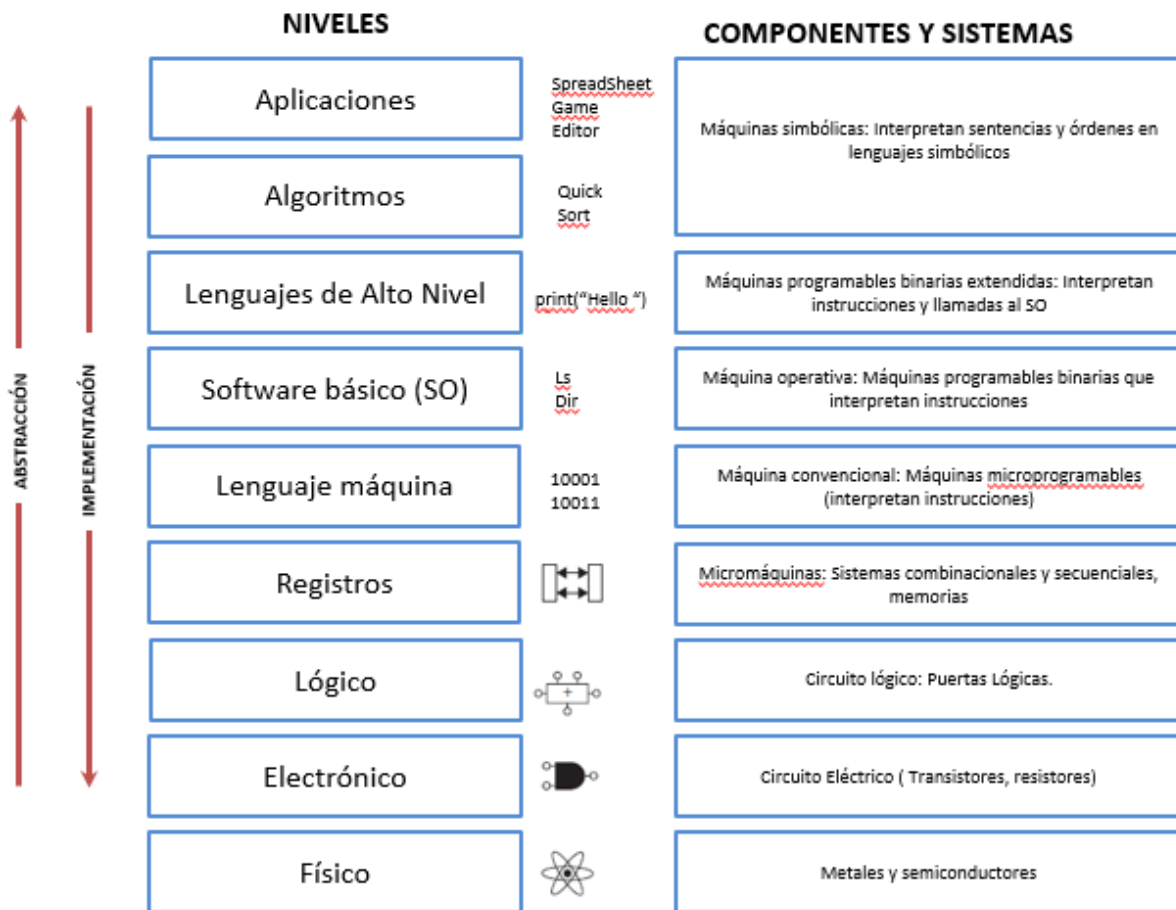 NIVELES
COMPONENTES Y SISTEMAS
Aplicaciones
SpreadSheet
Game
Editor
Máquinas simbólicas: Interpretan sentencias y órdenes en
lenguajes simbólicos
Algoritmos
Quick
Sort
Lenguajes de Alto Nivel
print(“Hello “)
Máquinas programables binarias extendidas: Interpretan
instrucciones y llamadas al SO
Software básico (SO)
Ls
Dir
Máquina operativa: Máquinas programables binarias que
interpretan instrucciones
Lenguaje máquina
10001
10011
Máquina convencional: Máquinas microprogramables
(interpretan instrucciones)
Registros
Micromáquinas: Sistemas combinacionales y secuenciales,
memorias
Lógico
+
Circuito lógico: Puertas Lógicas.
Electrónico
Circuito Eléctrico ( Transistores, resistores)
Físico
Metales y semiconductores
ABSTRACCIÓN
IMPLEMENTACIÓN